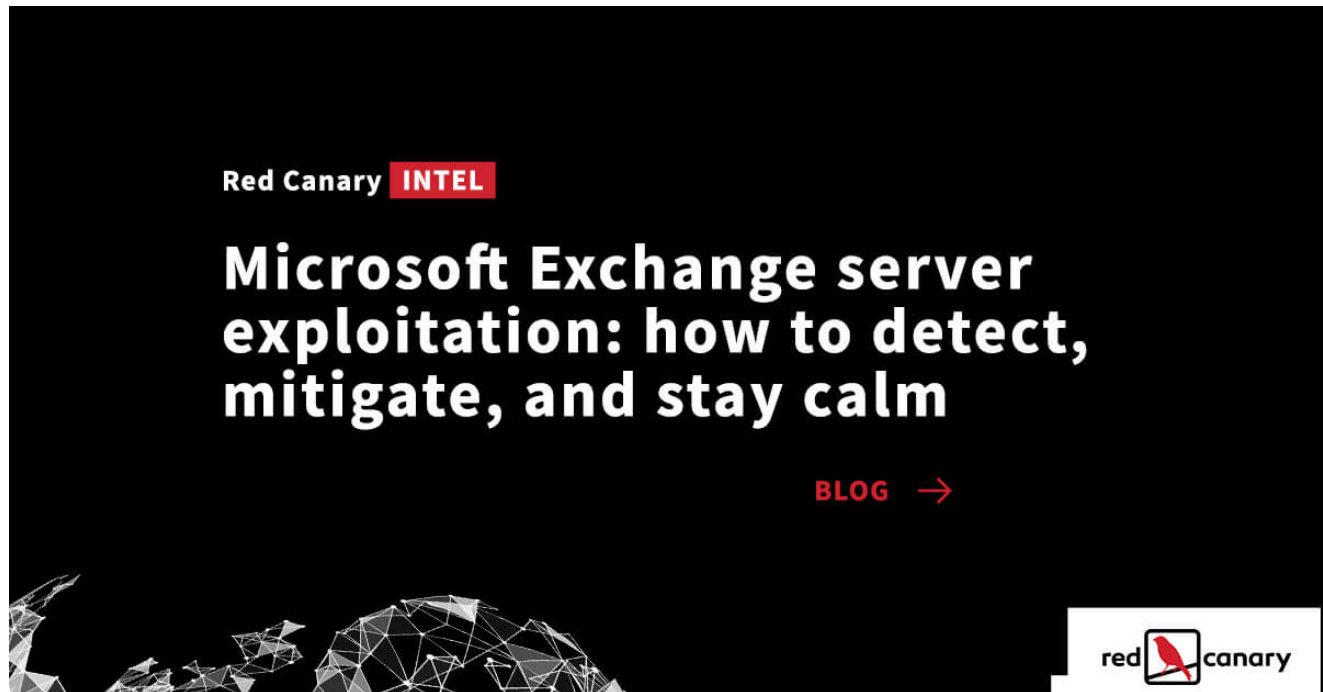 Red Canary INTEL
Microsoft Exchange server
exploitation: how to detect,
mitigate, and stay calm
BLOG →
red canary